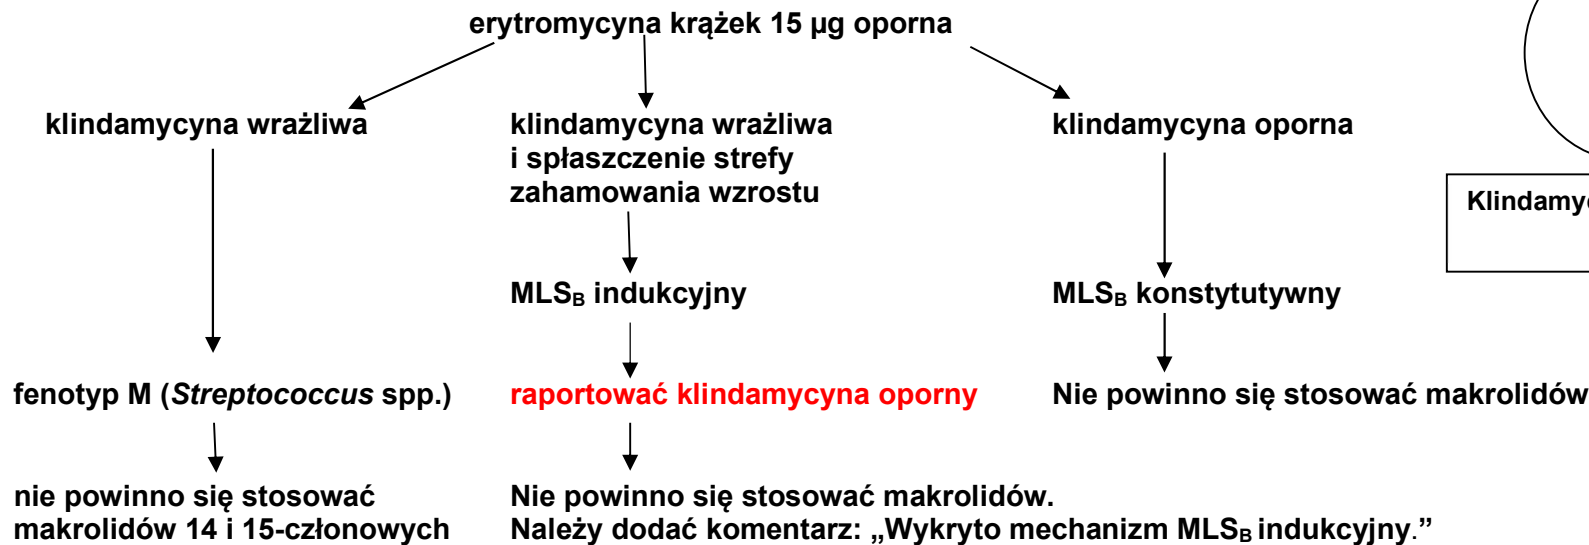 erytromycyna krążek 15 µg oporna
klindamycyna wrażliwa
klindamycyna wrażliwa
i spłaszczenie strefy
zahamowania wzrostu
klindamycyna oporna
MLSB indukcyjny
MLSB konstytutywny
fenotyp M (Streptococcus spp.)
raportować klindamycyna oporny
Nie powinno się stosować makrolidów
nie powinno się stosować
makrolidów 14 i 15-członowych
Nie powinno się stosować makrolidów.
Należy dodać komentarz: „Wykryto mechanizm MLSB indukcyjny.”